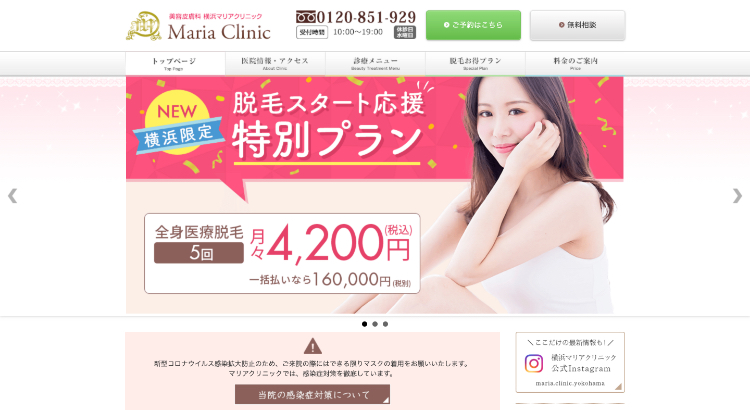 美容皮膚科 横浜マリアクリニック
Maria Clinic
0120-851-929
受付時間 10:00~19:00 休診日 水曜日
ご予約はこちら
無料相談
トップページ
Top Page
医院情報・アクセス
About Clinic
診療メニュー
Beauty Treatment Menu
脱毛お得プラン
Special Plan
料金のご案内
Price
NEW
横浜限定
脱毛スタート応援
特別プラン
全身医療脱毛
5回
月々4,200円(税込)
一括払いなら160,000円(税別)
新型コロナウイルス感染拡大防止のため、ご来院の際にはできる限りマスクの着用をお願いいたします。
マリアクリニックでは、感染症対策を徹底しています。
当院の感染症対策について
\ ここだけの最新情報も! /
横浜マリアクリニック
公式Instagram
maria.clinic.yokohama